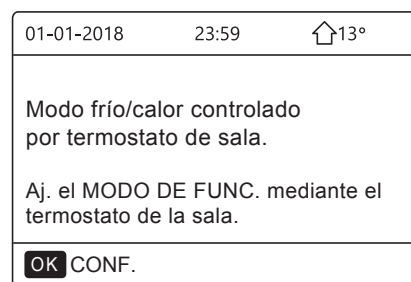 01-01-2018 23:59 13°
Modo frío/calor controlado
por termostato de sala.
Aj. el MODO DE FUNC. mediante el
termostato de la sala.
OK CONF.